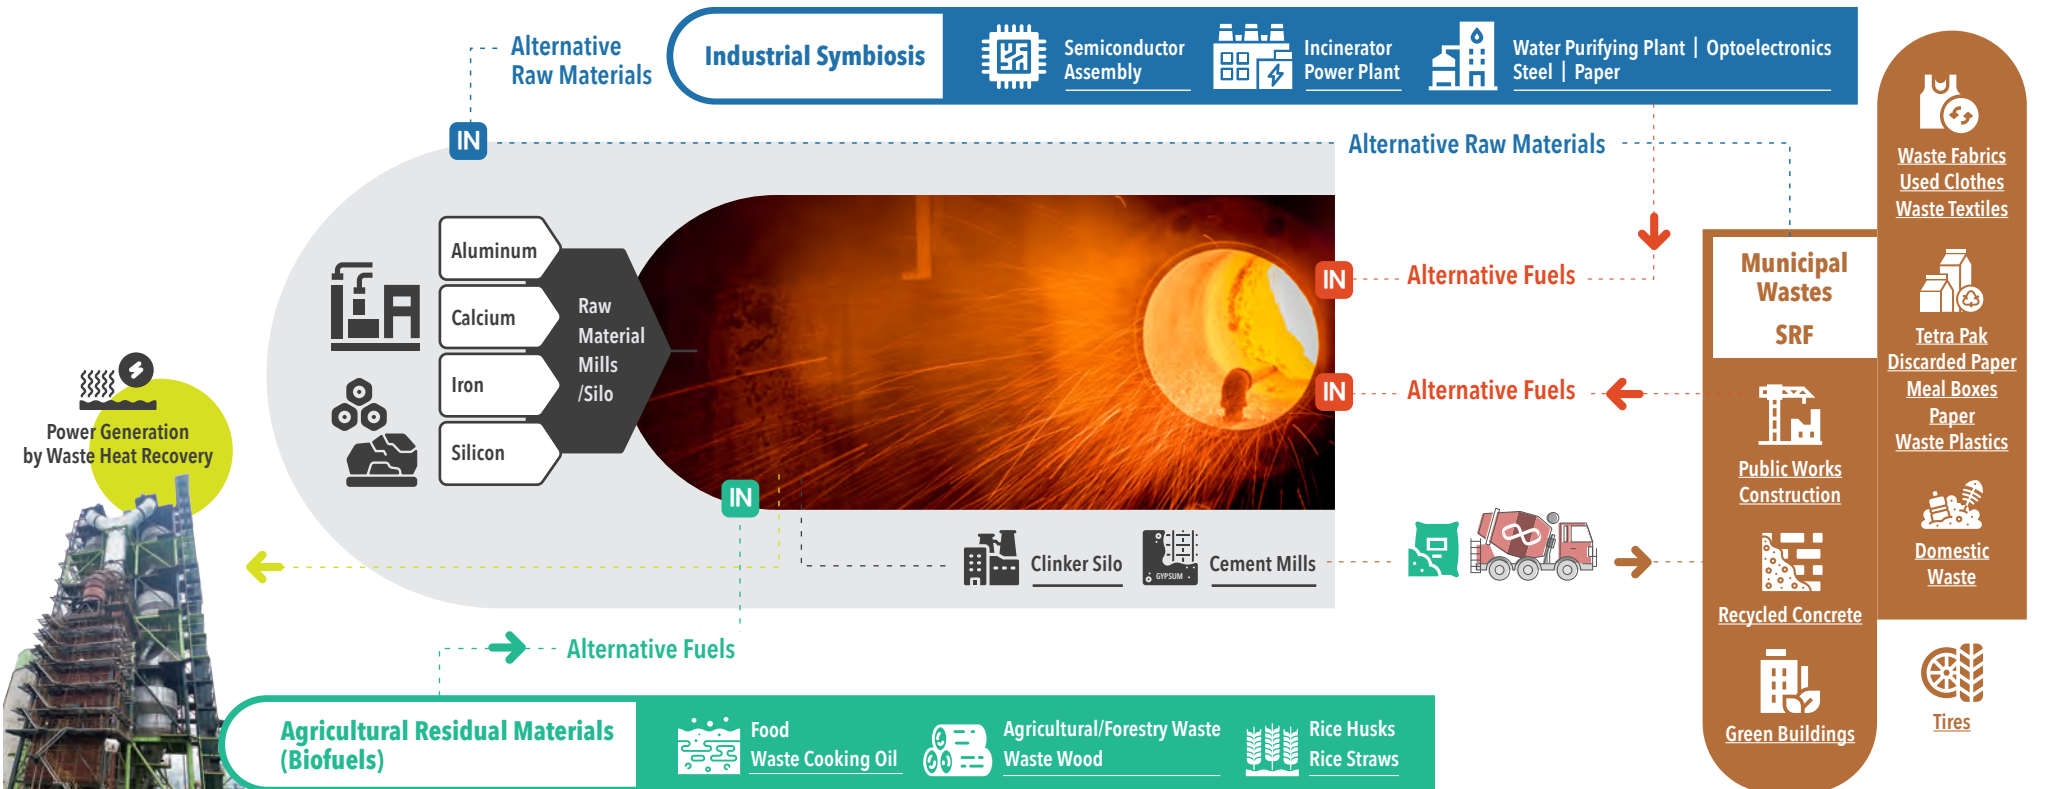 Alternative
Raw Materials
Industrial Symbiosis
Semiconductor
Assembly
Incinerator
Power Plant
Water Purifying Plant | Optoelectronics
Steel | Paper
IN
Alternative Raw Materials
Waste Fabrics
Used Clothes
Waste Textiles
Aluminum
Calcium
Iron
Silicon
Raw
Material
Mills
/Silo
IN
Alternative Fuels
IN
Alternative Fuels
Municipal
Wastes
SRF
Tetra Pak
Discarded Paper
Meal Boxes
Paper
Waste Plastics
Public Works
Construction
Domestic
Waste
Recycled Concrete
Green Buildings
Tires
Power Generation
by Waste Heat Recovery
IN
Clinker Silo
GYPSUM
Cement Mills
Alternative Fuels
Agricultural Residual Materials
(Biofuels)
Food
Waste Cooking Oil
Agricultural/Forestry Waste
Waste Wood
Rice Husks
Rice Straws